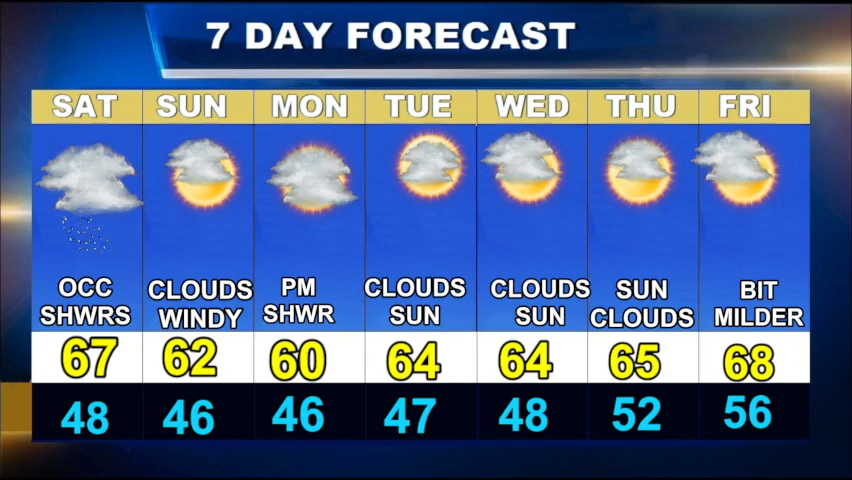 7 DAY FORECAST
SAT SUN MON TUE WED THU FRI
OCC CLOUDS PM CLOUDS CLOUDS SUN BIT
SHWRS WINDY SHWR SUN SUN CLOUDS MILDER
67 62 60 64 64 65 68
48 46 46 47 48 52 56